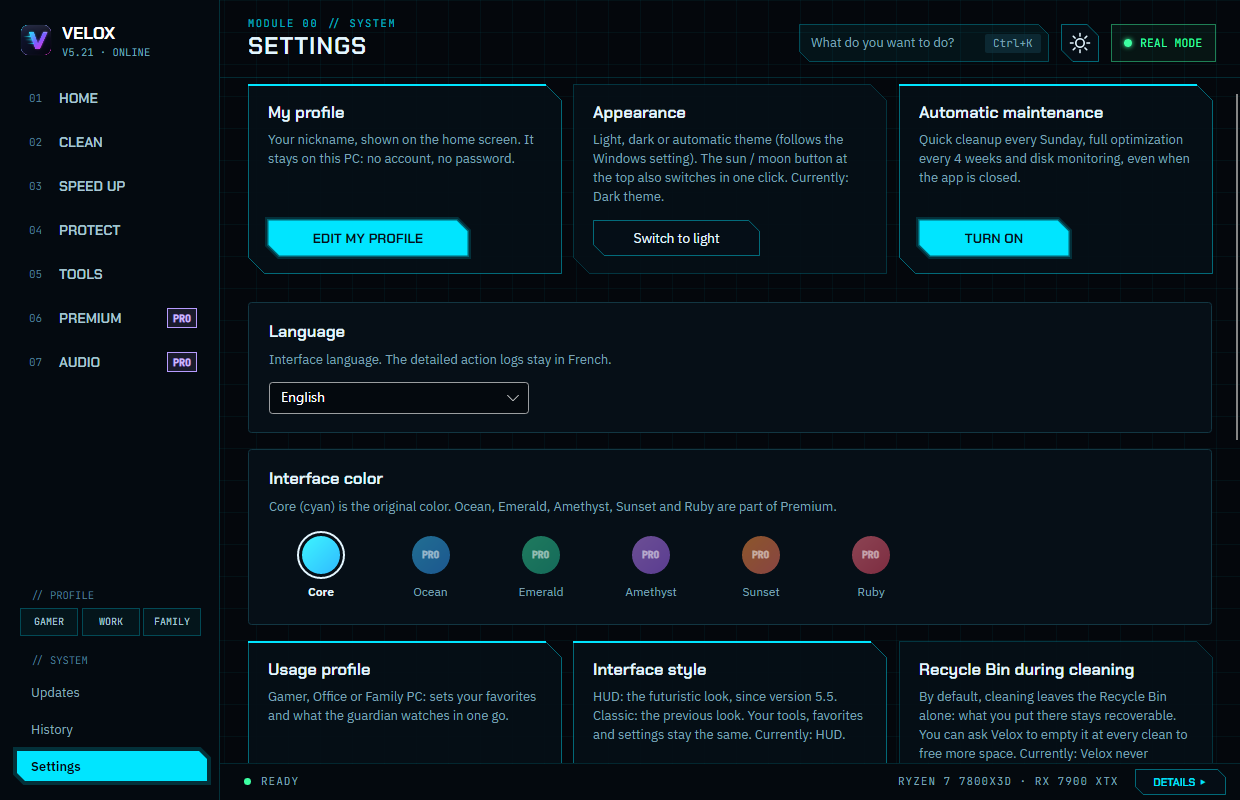 VELOX
V5.21 · ONLINE
01 HOME
02 CLEAN
03 SPEED UP
04 PROTECT
05 TOOLS
06 PREMIUM PRO
07 AUDIO PRO
// PROFILE
GAMER WORK FAMILY
// SYSTEM
Updates
History
Settings
MODULE 00 // SYSTEM
SETTINGS
What do you want to do? Ctrl+K
REAL MODE
My profile
Your nickname, shown on the home screen. It
stays on this PC: no account, no password.
EDIT MY PROFILE
Appearance
Light, dark or automatic theme (follows the
Windows setting). The sun / moon button at
the top also switches in one click. Currently:
Dark theme.
Switch to light
Automatic maintenance
Quick cleanup every Sunday, full optimization
every 4 weeks and disk monitoring, even when
the app is closed.
TURN ON
Language
Interface language. The detailed action logs stay in French.
English
Interface color
Core (cyan) is the original color. Ocean, Emerald, Amethyst, Sunset and Ruby are part of Premium.
PRO PRO PRO PRO PRO
Core Ocean Emerald Amethyst Sunset Ruby
Usage profile
Gamer, Office or Family PC: sets your favorites
and what the guardian watches in one go.
Interface style
HUD: the futuristic look, since version 5.5.
Classic: the previous look. Your tools, favorites
and settings stay the same. Currently: HUD.
Recycle Bin during cleaning
By default, cleaning leaves the Recycle Bin
alone: what you put there stays recoverable.
You can ask Velox to empty it at every clean to
free more space. Currently: Velox never
READY
RYZEN 7 7800X3D · RX 7900 XTX
DETAILS ▸